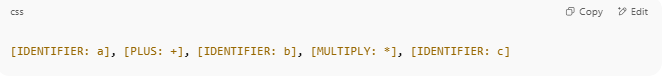 css
Copy
Edit
[IDENTIFIER: a], [PLUS: +], [IDENTIFIER: b], [MULTIPLY: *], [IDENTIFIER: c]